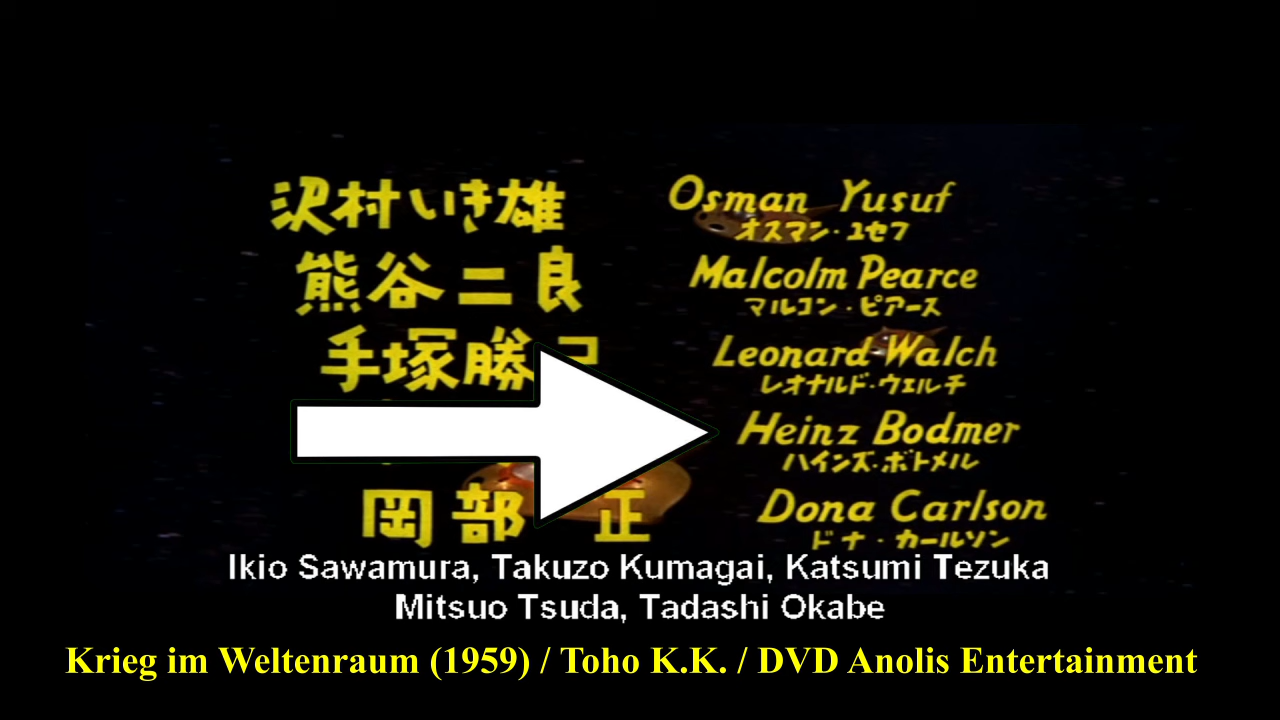 沢村いき雄
熊谷二良
手塚勝己
岡部 正
Osman Yusuf
オスマン・ユセフ
Malcolm Pearce
マルコン・ピアース
Leonard Walch
レオナルド・ウェルチ
Heinz Bodmer
ハインズ・ボトメル
Dona Carlson
ドナ・カールソン
Ikio Sawamura, Takuzo Kumagai, Katsumi Tezuka
Mitsuo Tsuda, Tadashi Okabe
Krieg im Weltenraum (1959) / Toho K.K. / DVD Anolis Entertainment